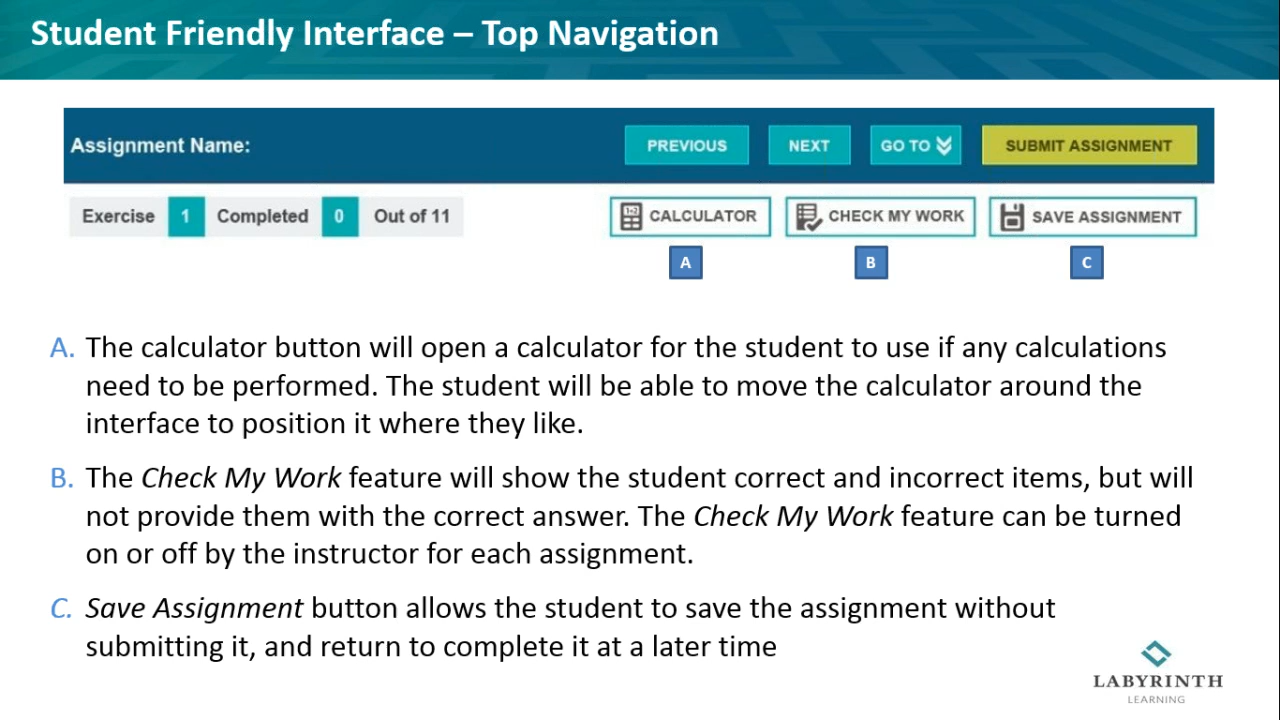 Student Friendly Interface – Top Navigation
Assignment Name:
PREVIOUS
NEXT
GO TO
SUBMIT ASSIGNMENT
Exercise 1 Completed 0 Out of 11
CALCULATOR
CHECK MY WORK
SAVE ASSIGNMENT
A
B
C
A. The calculator button will open a calculator for the student to use if any calculations
need to be performed. The student will be able to move the calculator around the
interface to position it where they like.
B. The Check My Work feature will show the student correct and incorrect items, but will
not provide them with the correct answer. The Check My Work feature can be turned
on or off by the instructor for each assignment.
C. Save Assignment button allows the student to save the assignment without
submitting it, and return to complete it at a later time
LABYRINTH
LEARNING